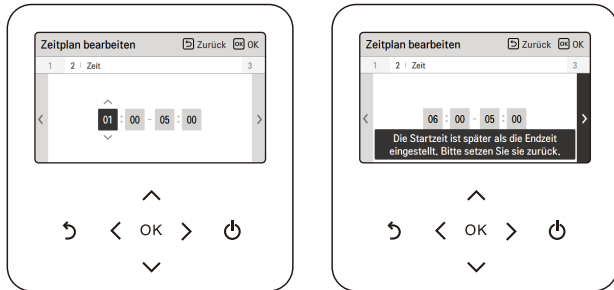 Zeitplan bearbeiten Zurück OK OK
1 2 Zeit 3
01 : 00 - 05 : 00
OK
Zeitplan bearbeiten Zurück OK OK
1 2 Zeit 3
06 : 00 - 05 : 00
Die Startzeit ist später als die Endzeit
eingestellt. Bitte setzen Sie sie zurück.
OK